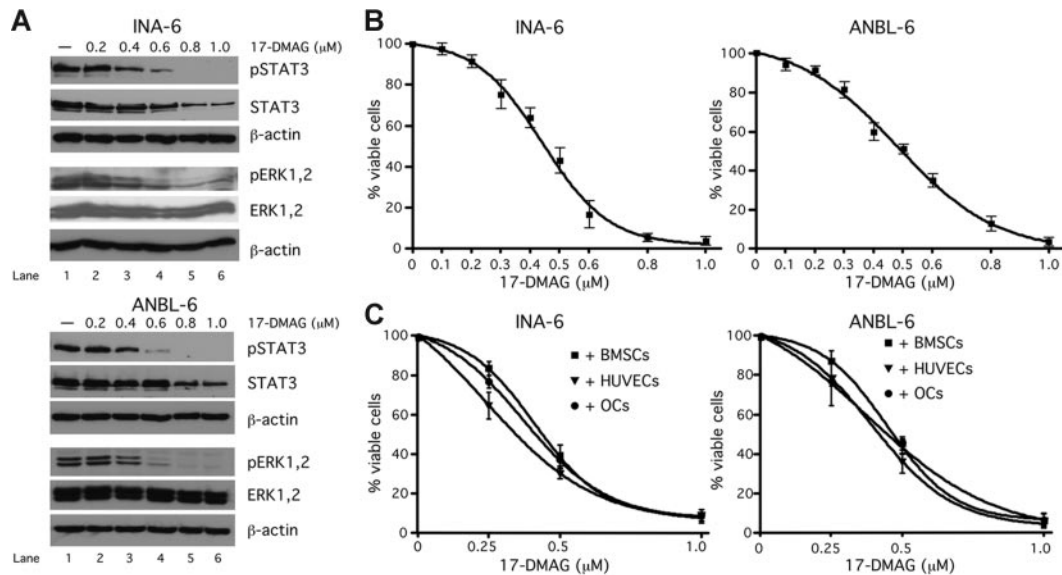 A
INA-6
— 0.2 0.4 0.6 0.8 1.0 17-DMAG (μM)
pSTAT3
STAT3
β-actin
pERK1,2
ERK1,2
β-actin
Lane 1 2 3 4 5 6
ANBL-6
— 0.2 0.4 0.6 0.8 1.0 17-DMAG (μM)
pSTAT3
STAT3
β-actin
pERK1,2
ERK1,2
β-actin
Lane 1 2 3 4 5 6
B
INA-6
% viable cells
100
80
60
40
20
0
0 0.1 0.2 0.3 0.4 0.5 0.6 0.8 1.0
17-DMAG (μM)
ANBL-6
% viable cells
100
80
60
40
20
0
0 0.1 0.2 0.3 0.4 0.5 0.6 0.8 1.0
17-DMAG (μM)
C
INA-6
+ BMSCs
+ HUVECs
+ OCs
% viable cells
100
80
60
40
20
0
0 0.25 0.5 1.0
17-DMAG (μM)
ANBL-6
+ BMSCs
+ HUVECs
+ OCs
% viable cells
100
80
60
40
20
0
0 0.25 0.5 1.0
17-DMAG (μM)